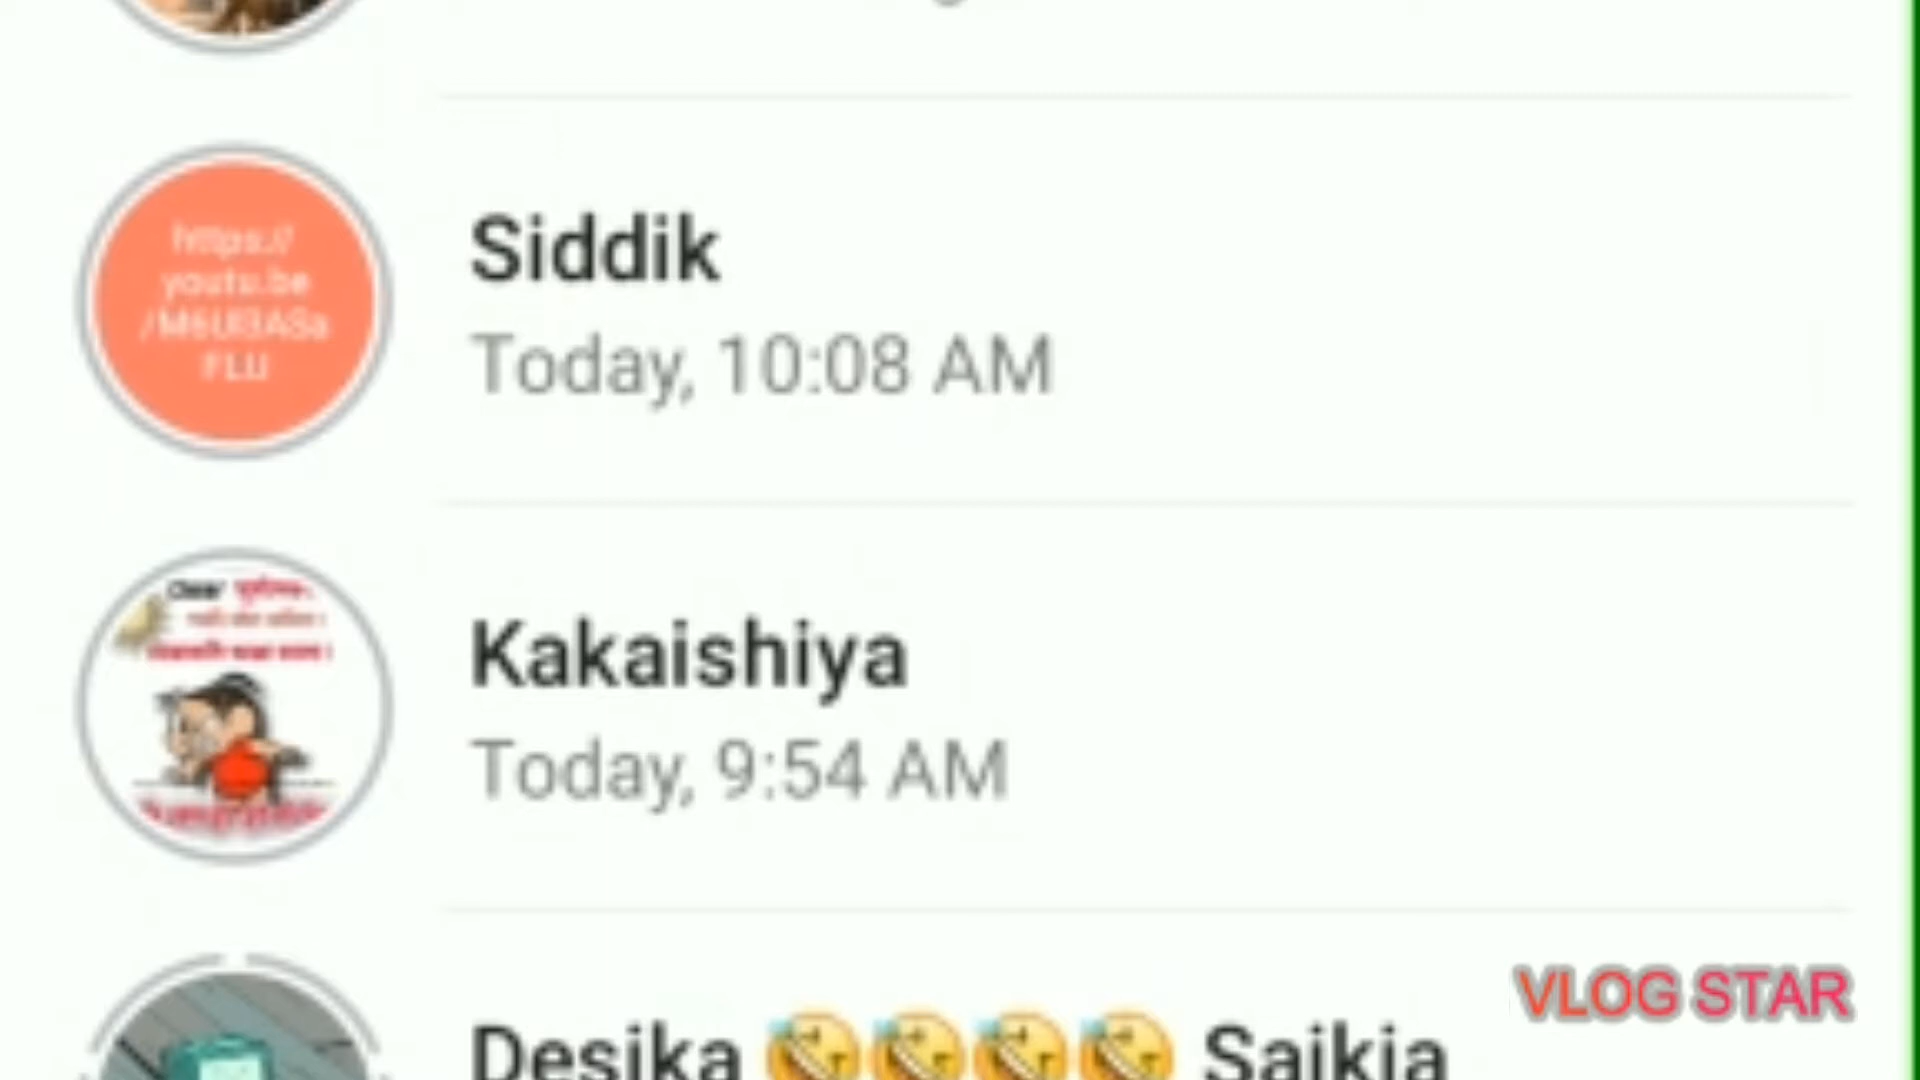 https://
youtu.be
Siddik
Today, 10:08 AM
Kakaishiya
Today, 9:54 AM
Desika 🤣🤣🤣🤣 Saikia
VLOG STAR